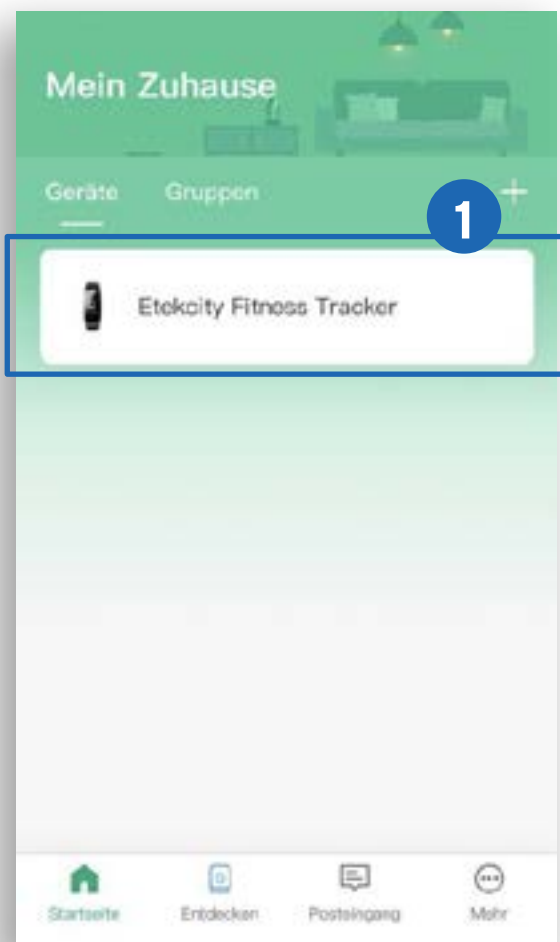 Mein Zuhause
Geräte Gruppen +
1
Etekcity Fitness Tracker
Startseite Entdecken Posteingang Mehr